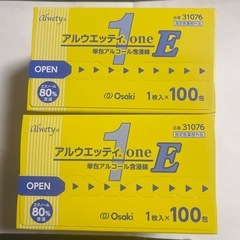 alwety
品番 31076
アルウエッティ one
1 E
単包アルコール含浸綿
OPEN
エタノール
80%
Osaki
1枚入×100包
alwety
品番 31076
アルウエッティ one
1 E
単包アルコール含浸綿
OPEN
エタノール
80%
Osaki
1枚入×100包